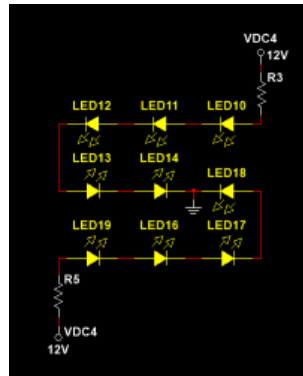 VDC4
12V
R3
LED12 LED11 LED10
LED13 LED14 LED18
LED19 LED16 LED17
R5
VDC4
12V